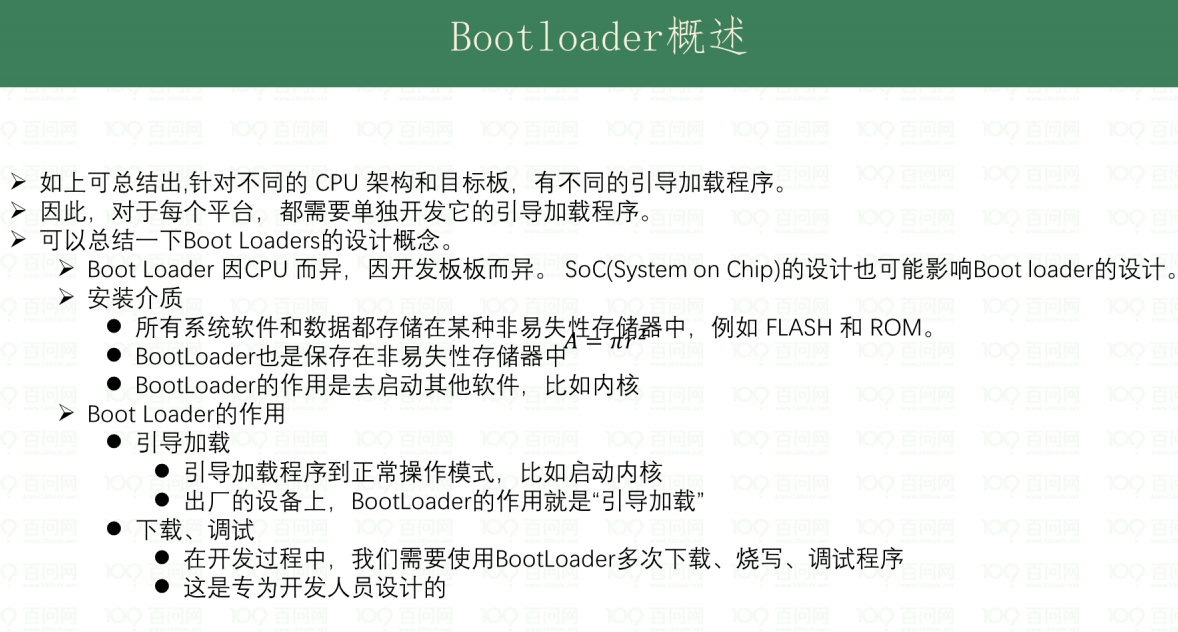 Bootloader概述
如上可总结出,针对不同的 CPU 架构和目标板，有不同的引导加载程序。
因此，对于每个平台，都需要单独开发它的引导加载程序。
可以总结一下Boot Loaders的设计概念。
Boot Loader 因CPU 而异，因开发板板而异。 SoC(System on Chip)的设计也可能影响Boot loader的设计。
安装介质
所有系统软件和数据都存储在某种非易失性存储器中，例如 FLASH 和 ROM。
A = πr²
BootLoader也是保存在非易失性存储器中
BootLoader的作用是去启动其他软件，比如内核
Boot Loader的作用
引导加载
引导加载程序到正常操作模式，比如启动内核
出厂的设备上，BootLoader的作用就是“引导加载”
下载、调试
在开发过程中，我们需要使用BootLoader多次下载、烧写、调试程序
这是专为开发人员设计的
百问网